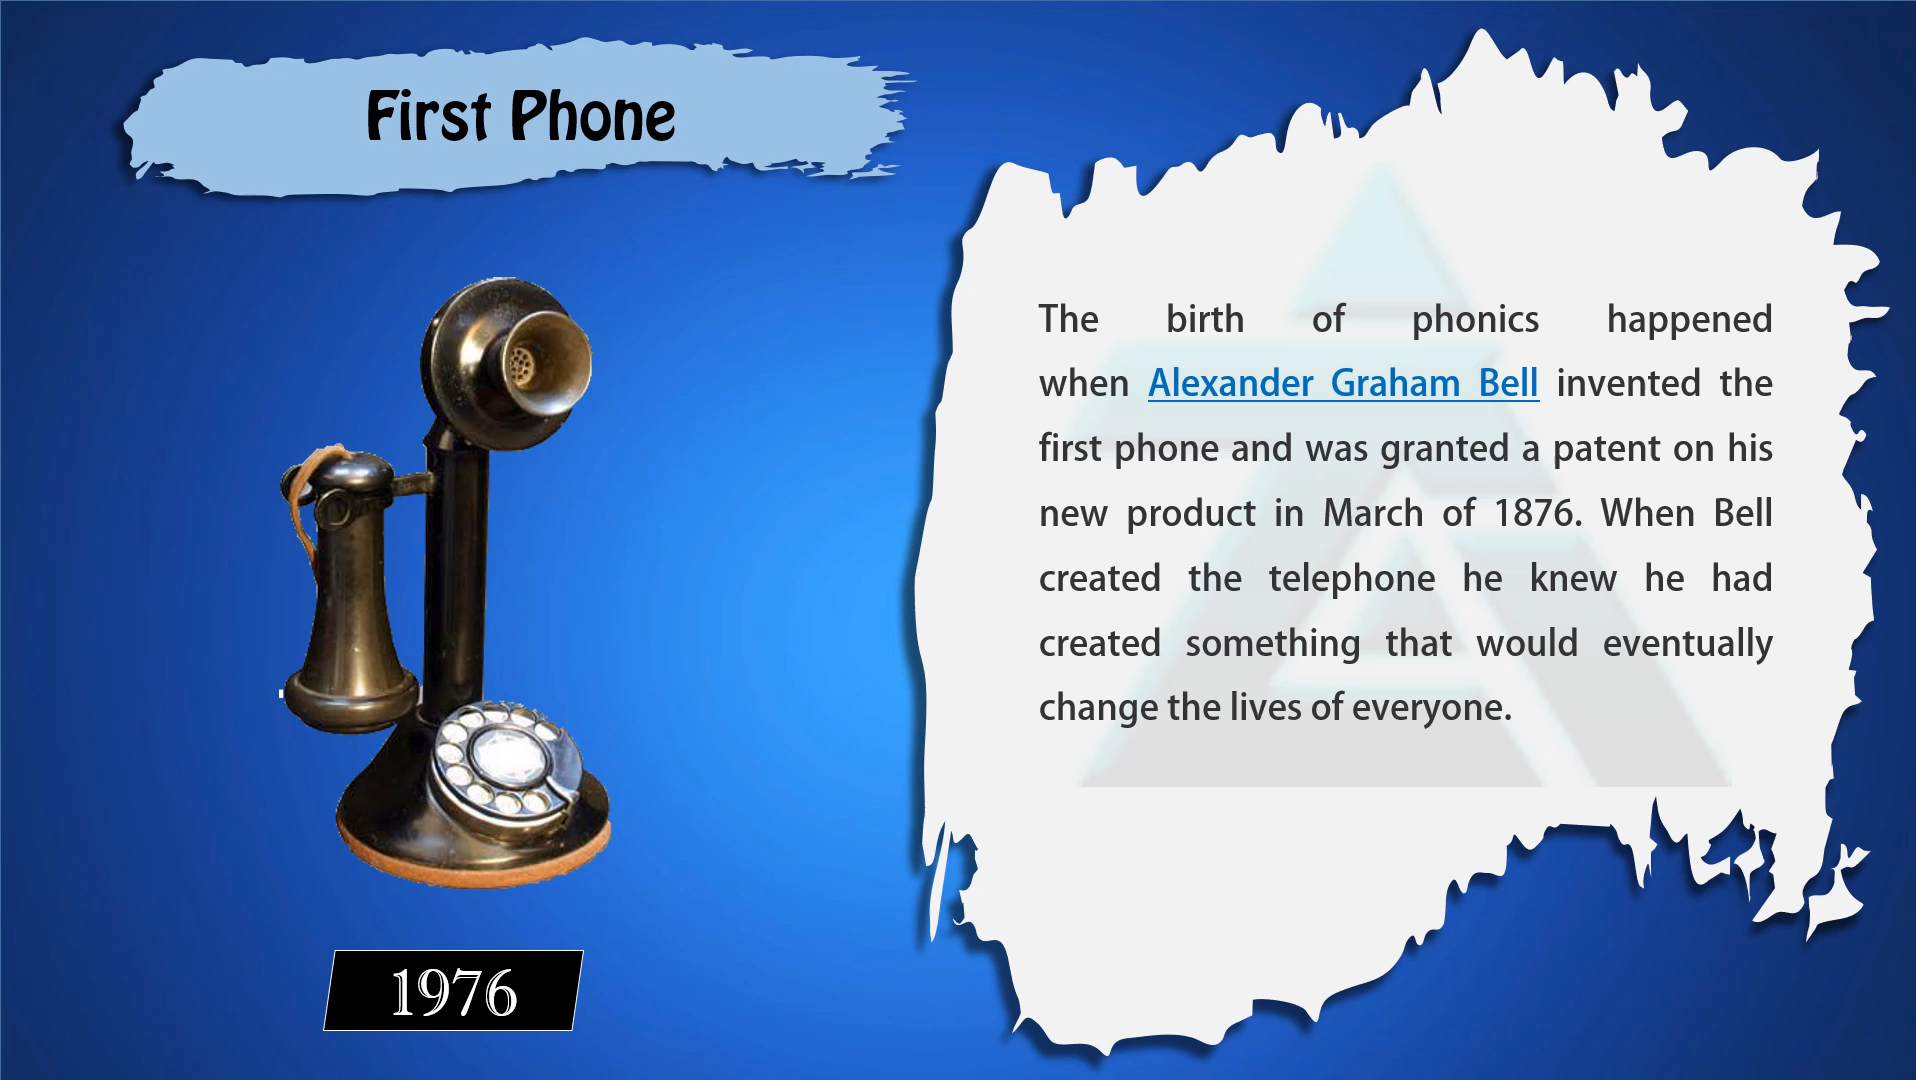 First Phone
The birth of phonics happened
when Alexander Graham Bell invented the
first phone and was granted a patent on his
new product in March of 1876. When Bell
created the telephone he knew he had
created something that would eventually
change the lives of everyone.
1976